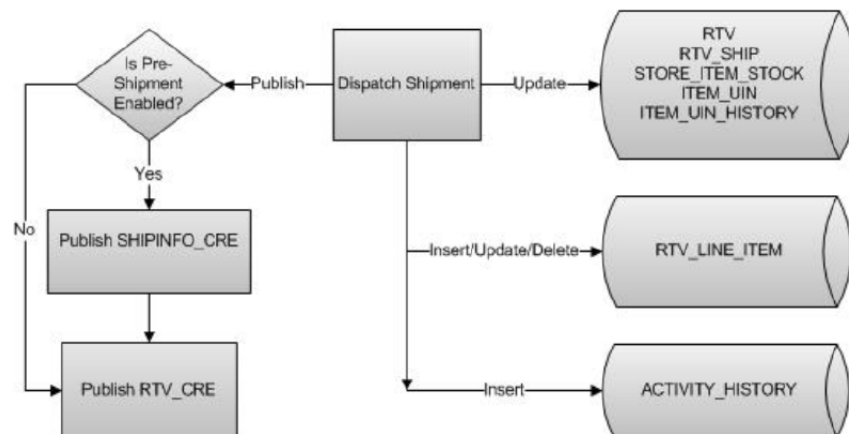 Is Pre-
Shipment
Enabled?
Publish
Dispatch Shipment
Update
RTV
RTV_SHIP
STORE_ITEM_STOCK
ITEM_UIN
ITEM_UIN_HISTORY
Yes
No
Publish SHIPINFO_CRE
Insert/Update/Delete
RTV_LINE_ITEM
Publish RTV_CRE
Insert
ACTIVITY_HISTORY